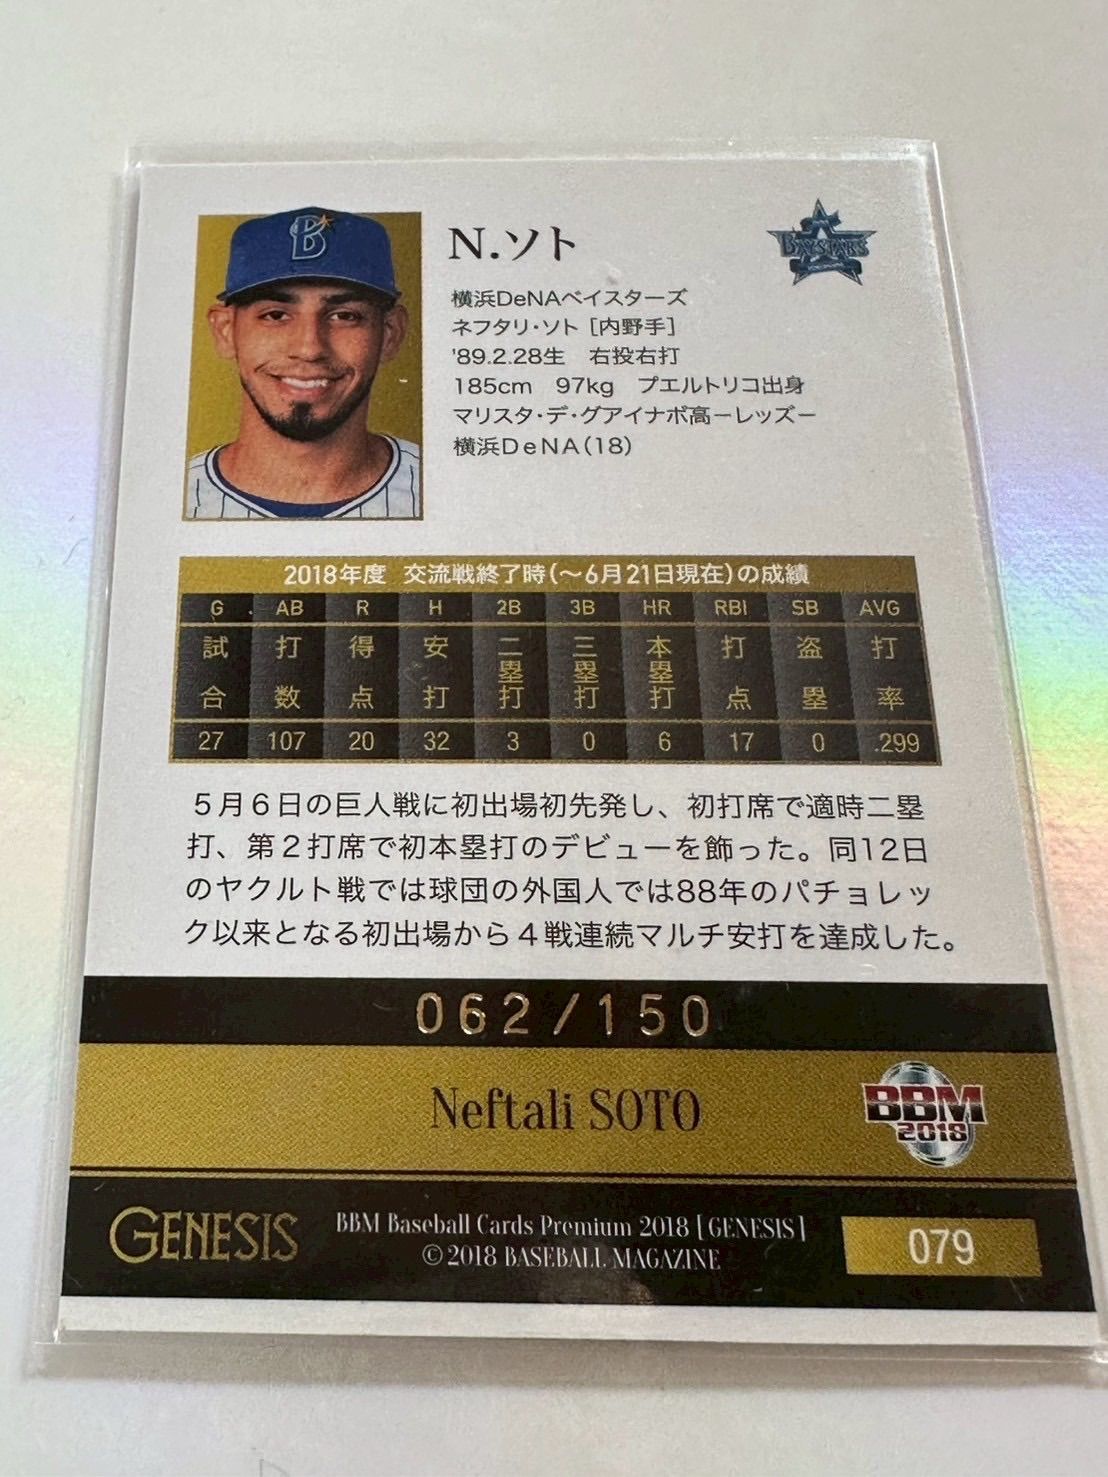 B
N.ソト
BAYSTARS
横浜DeNAベイスターズ
ネフタリ・ソト［内野手］
'89.2.28生　右投右打
185cm　97kg　プエルトリコ出身
マリスタ・デ・グアイナボ高ーレッズー
横浜DeNA(18)
2018年度 交流戦終了時(～6月21日現在)の成績
G AB R H 2B 3B HR RBI SB AVG
試合 打数 得点 安打 二塁打 三塁打 本塁打 打点 盗塁 打率
27 107 20 32 3 0 6 17 0 .299
５月６日の巨人戦に初出場初先発し、初打席で適時二塁
打、第２打席で初本塁打のデビューを飾った。同12日
のヤクルト戦では球団の外国人では88年のパチョレッ
ク以来となる初出場から４戦連続マルチ安打を達成した。
062/150
Neftali SOTO
BBM
2018
GENESIS
BBM Baseball Cards Premium 2018 [GENESIS]
© 2018 BASEBALL MAGAZINE
079